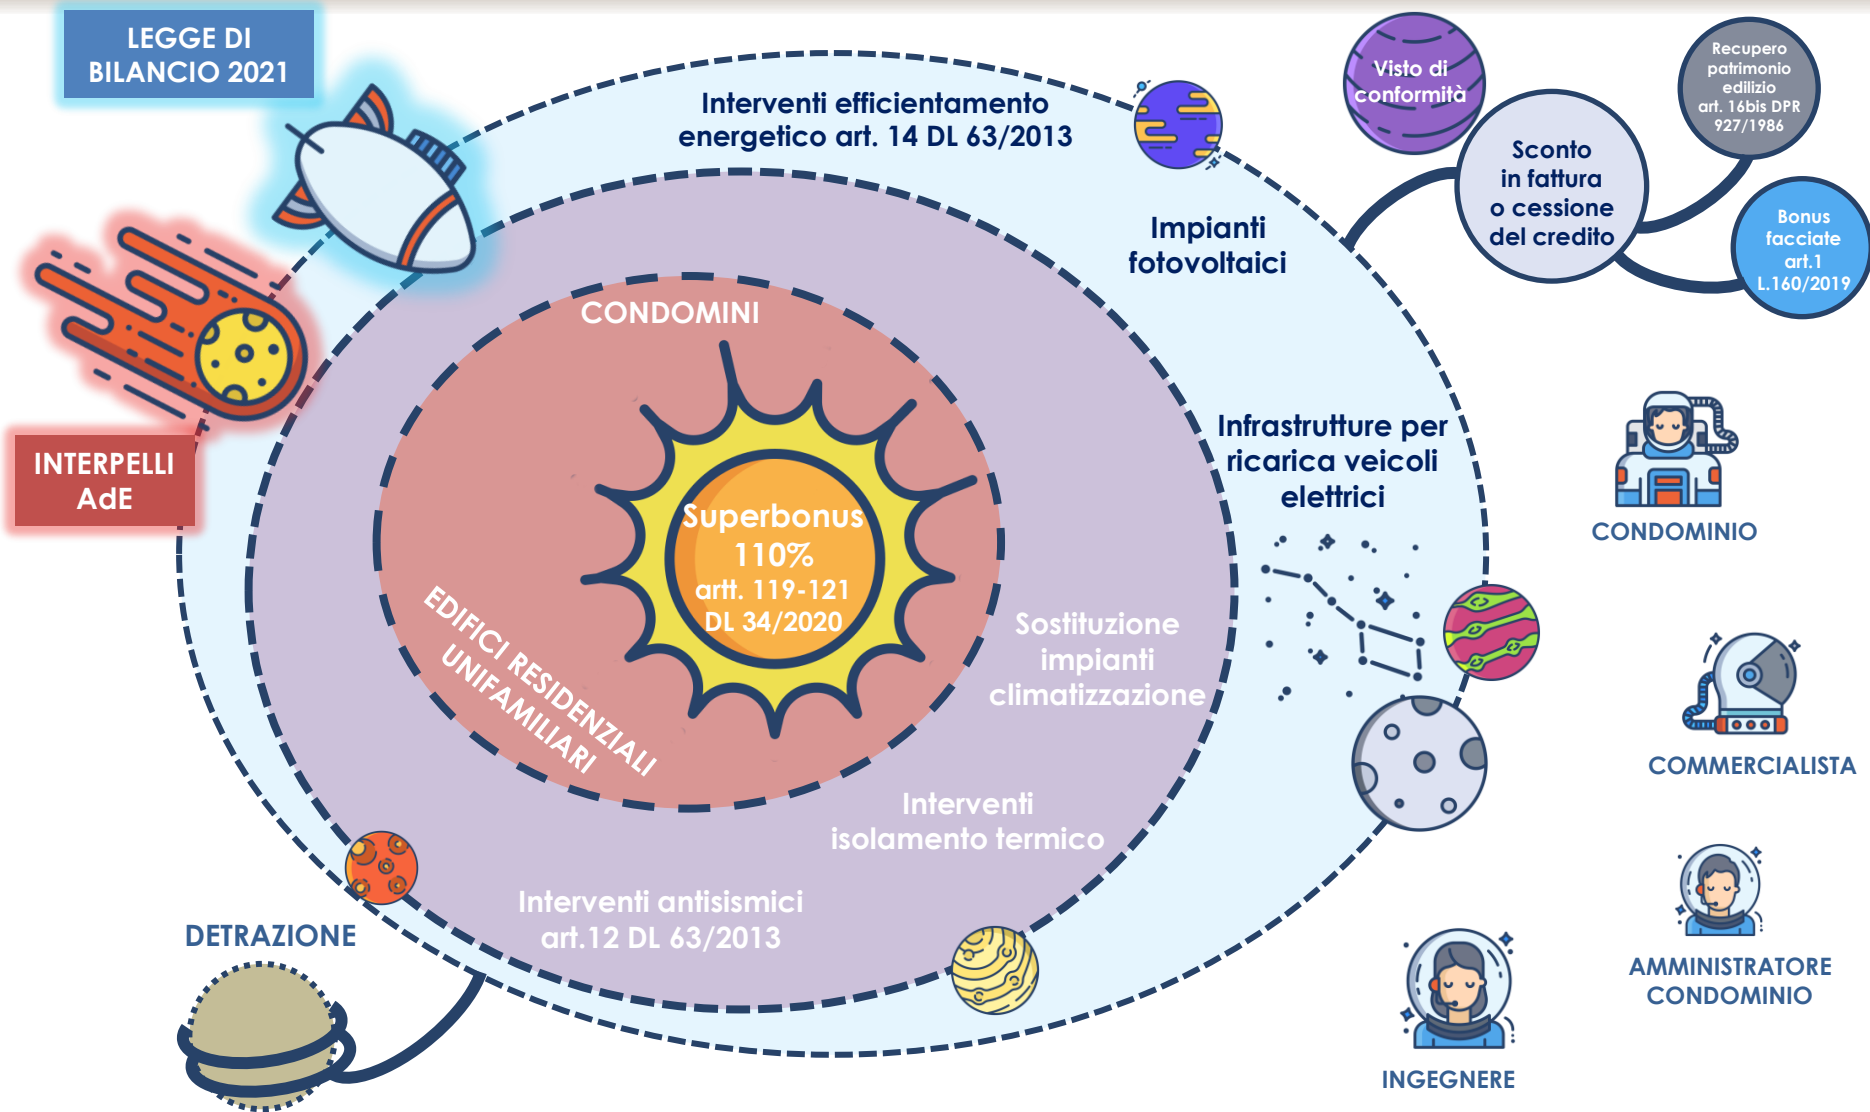 LEGGE DI
BILANCIO 2021
INTERPELLI
AdE
Interventi efficientamento
energetico art. 14 DL 63/2013
Impianti
fotovoltaici
Infrastrutture per
ricarica veicoli
elettrici
CONDOMINI
Superbonus
110%
artt. 119-121
DL 34/2020
EDIFICI RESIDENZIALI
UNIFAMILIARI
Sostituzione
impianti
climatizzazione
Interventi
isolamento termico
Interventi antisismici
art.12 DL 63/2013
DETRAZIONE
Visto di
conformità
Sconto
in fattura
o cessione
del credito
Recupero
patrimonio
edilizio
art. 16bis DPR
927/1986
Bonus
facciate
art.1
L.160/2019
CONDOMINIO
COMMERCIALISTA
AMMINISTRATORE
CONDOMINIO
INGEGNERE